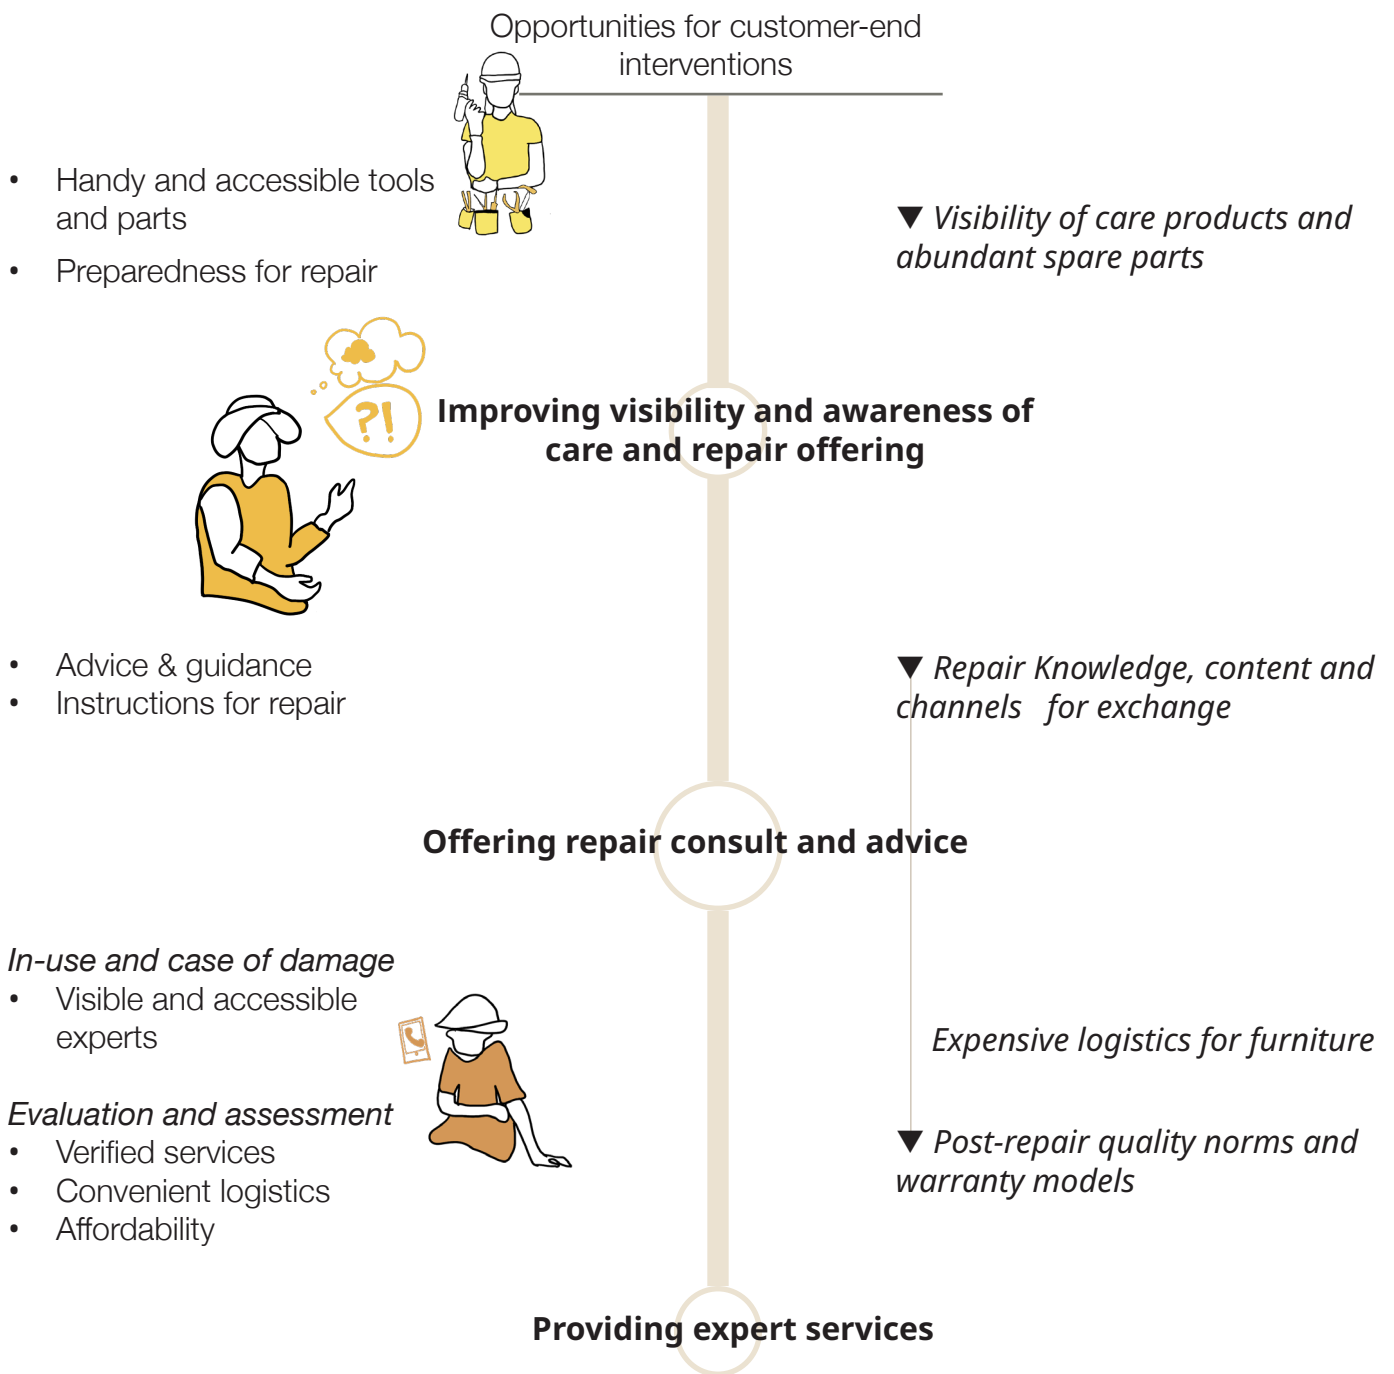 Opportunities for customer-end
interventions
• Handy and accessible tools
and parts
• Preparedness for repair
▼ Visibility of care products and
abundant spare parts
?!
Improving visibility and awareness of
care and repair offering
• Advice & guidance
• Instructions for repair
▼ Repair Knowledge, content and
channels for exchange
Offering repair consult and advice
In-use and case of damage
• Visible and accessible
experts
Evaluation and assessment
• Verified services
• Convenient logistics
• Affordability
Expensive logistics for furniture
▼ Post-repair quality norms and
warranty models
Providing expert services